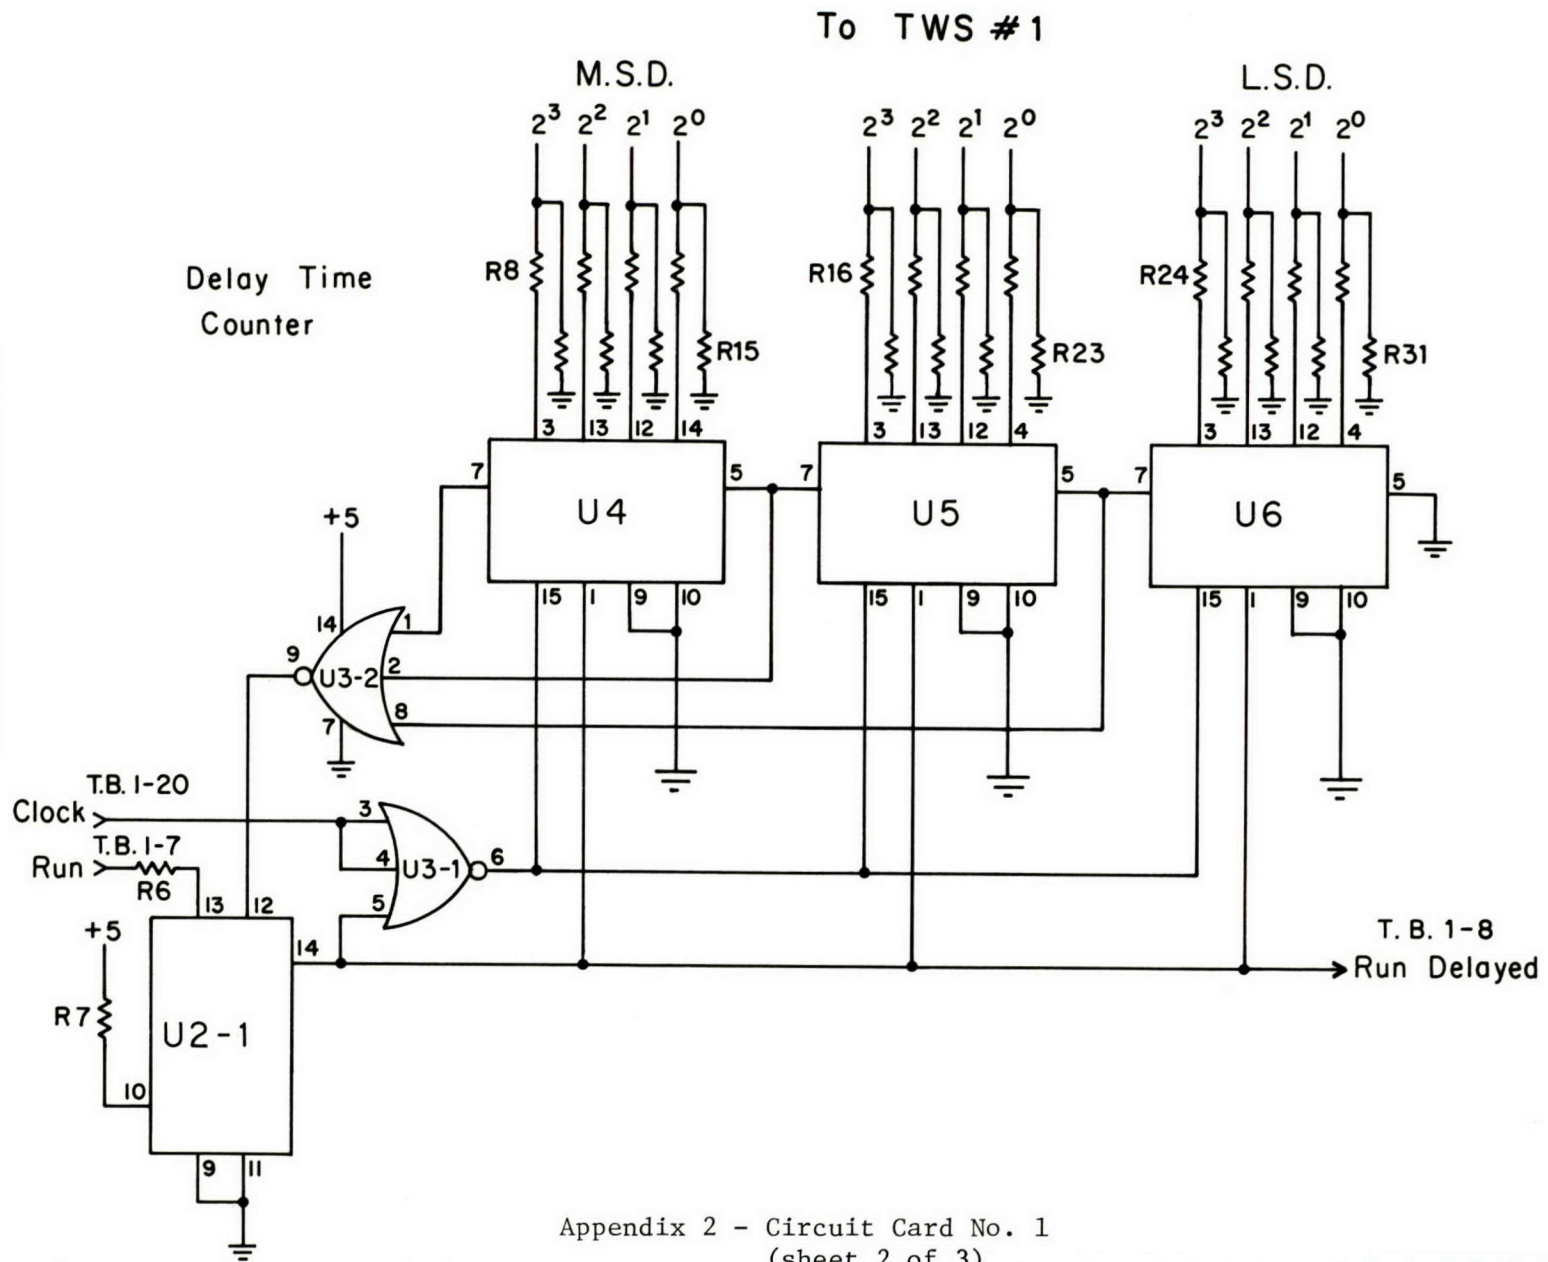 To TWS #1
M.S.D.
L.S.D.
2³ 2² 2¹ 2⁰
2³ 2² 2¹ 2⁰
2³ 2² 2¹ 2⁰
Delay Time
Counter
R8
R15
R16
R23
R24
R31
3 13 12 14
3 13 12 4
3 13 12 4
7 U4 5
7 U5 5
7 U6 5
15 1 9 10
15 1 9 10
15 1 9 10
+5
14 1
9 U3-2 2
7 8
T.B. 1-20
Clock
3
T.B. 1-7
Run
R6
4 U3-1 6
5
13 12
+5
14
T. B. 1-8
Run Delayed
R7
U2-1
10
9 11
Appendix 2 - Circuit Card No. 1
(sheet 2 of 3)